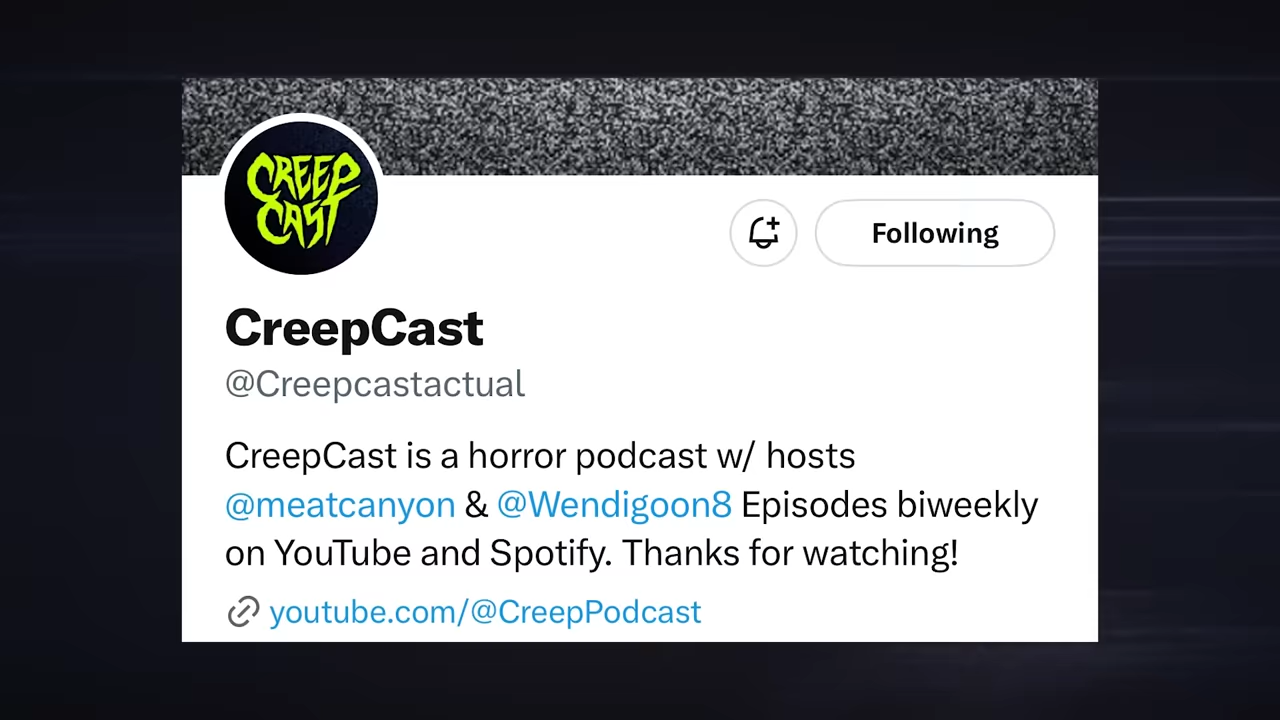 CREEP
CAST
Following
CreepCast
@Creepcastactual
CreepCast is a horror podcast w/ hosts
@meatcanyon & @Wendigoon8 Episodes biweekly
on YouTube and Spotify. Thanks for watching!
youtube.com/@CreepPodcast